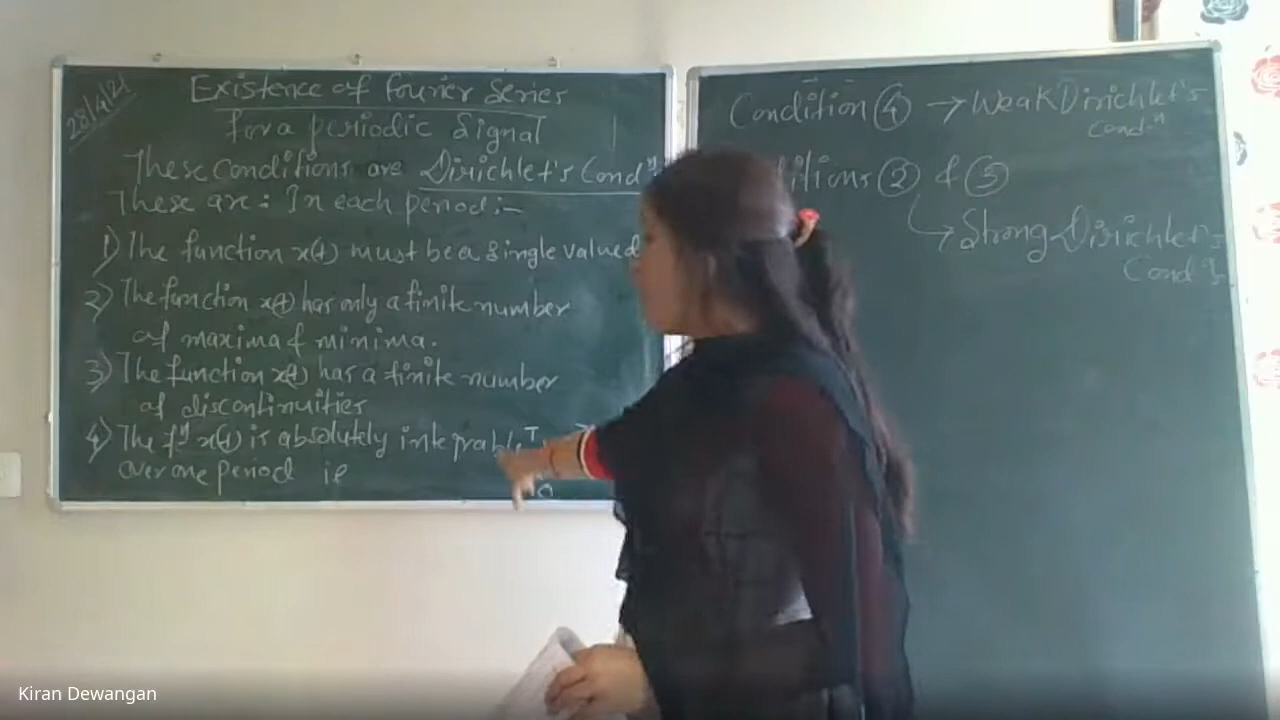 28/4/21
Existence of Fourier Series
for a periodic Signal
These Conditions are Dirichlet's Condⁿ
These are : In each period :-
1) The function x(t) must be a single valued
2) The function x(t) has only a finite number
of maxima & minima.
3) The function x(t) has a finite number
of discontinuities
4) The fⁿ x(t) is absolutely integrable T
over one period ie
0
Condition ④ → Weak Dirichlet's
condⁿ
itions ② & ③
↳ Strong Dirichlet's
Condⁿs
Kiran Dewangan